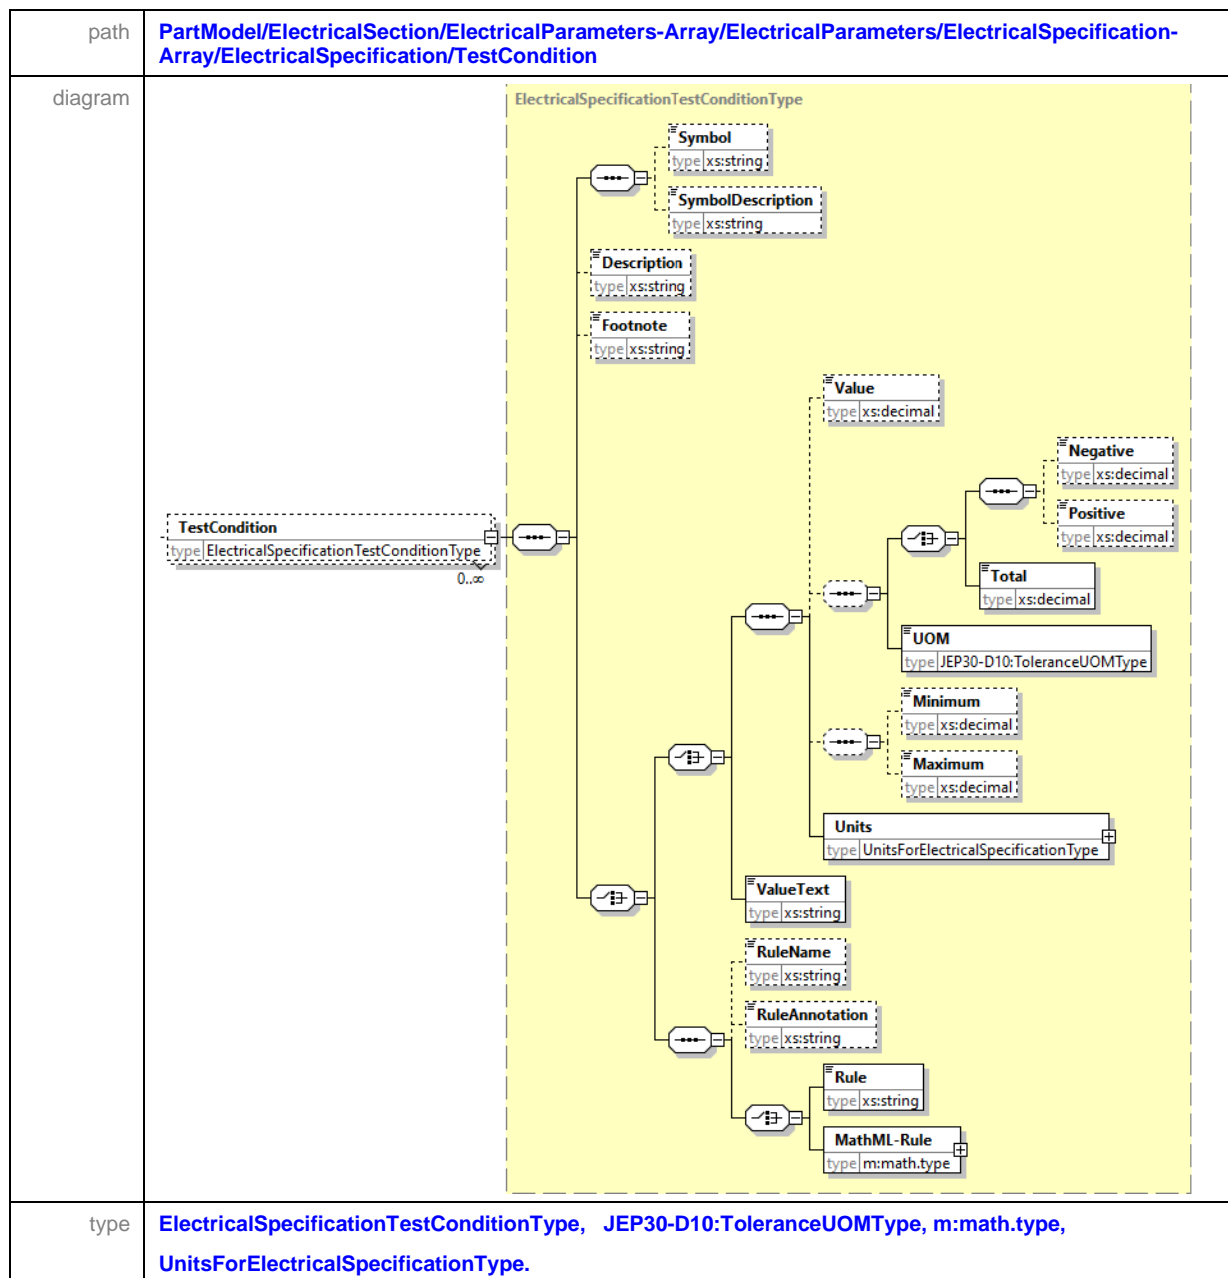 path
PartModel/ElectricalSection/ElectricalParameters-Array/ElectricalParameters/ElectricalSpecification-
Array/ElectricalSpecification/TestCondition
diagram
ElectricalSpecificationTestConditionType
Symbol
type xs:string
SymbolDescription
type xs:string
Description
type xs:string
Footnote
type xs:string
Value
type xs:decimal
Negative
type xs:decimal
Positive
type xs:decimal
TestCondition
type ElectricalSpecificationTestConditionType
0..∞
Total
type xs:decimal
UOM
type JEP30-D10:ToleranceUOMType
Minimum
type xs:decimal
Maximum
type xs:decimal
Units
type UnitsForElectricalSpecificationType
ValueText
type xs:string
RuleName
type xs:string
RuleAnnotation
type xs:string
Rule
type xs:string
MathML-Rule
type m:math.type
type
ElectricalSpecificationTestConditionType, JEP30-D10:ToleranceUOMType, m:math.type,
UnitsForElectricalSpecificationType.